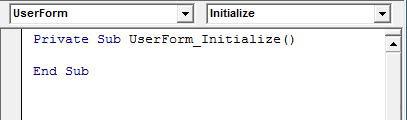 UserForm Initialize
Private Sub UserForm_Initialize()
End Sub